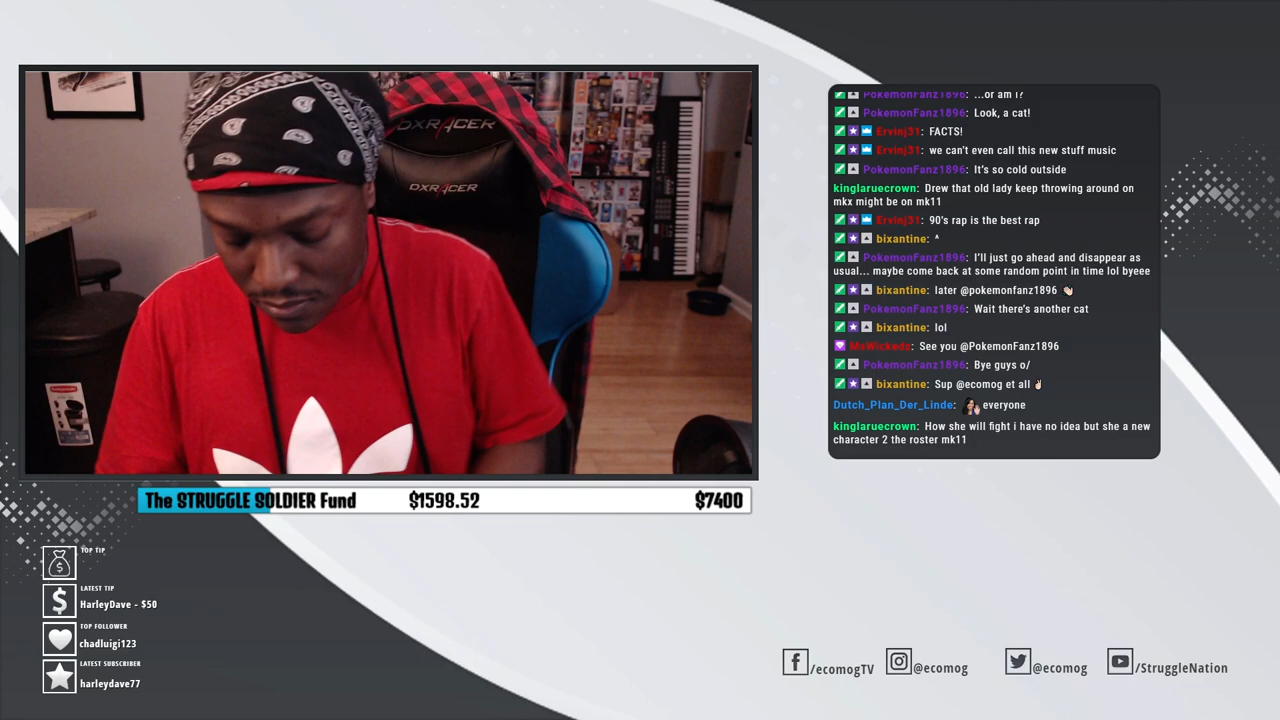 DXRACER
DXRACER
PokemonFanz1896: ...or am I?
PokemonFanz1896: Look, a cat!
Ervinj31: FACTS!
Ervinj31: we can't even call this new stuff music
PokemonFanz1896: It's so cold outside
kinglaruecrown: Drew that old lady keep throwing around on
mkx might be on mk11
Ervinj31: 90's rap is the best rap
bixantine: ^
PokemonFanz1896: I'll just go ahead and disappear as
usual... maybe come back at some random point in time lol byeee
bixantine: later @pokemonfanz1896 👋🏻
PokemonFanz1896: Wait there's another cat
bixantine: lol
MsWickeds: See you @PokemonFanz1896
PokemonFanz1896: Bye guys o/
bixantine: Sup @ecomog et all ✌🏻
Dutch_Plan_Der_Linde: everyone
kinglaruecrown: How she will fight i have no idea but she a new
character 2 the roster mk11
The STRUGGLE SOLDIER Fund $1598.52 $7400
TOP TIP
LATEST TIP
HarleyDave - $50
TOP FOLLOWER
chadluigi123
LATEST SUBSCRIBER
harleydave77
/ecomogTV @ecomog @ecomog /StruggleNation